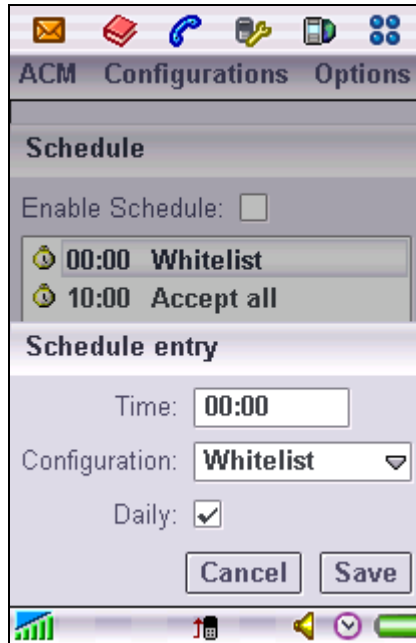 ACM Configurations Options
Schedule
Enable Schedule:
00:00 Whitelist
10:00 Accept all
Schedule entry
Time: 00:00
Configuration: Whitelist
Daily:
Cancel Save